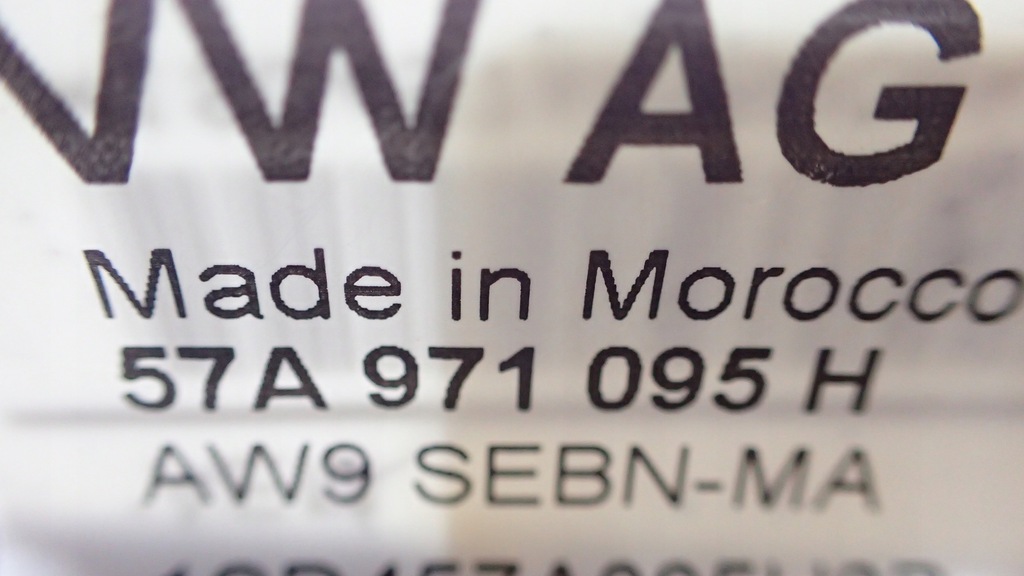 VW AG
Made in Morocco
57A 971 095 H
AW9 SEBN-MA